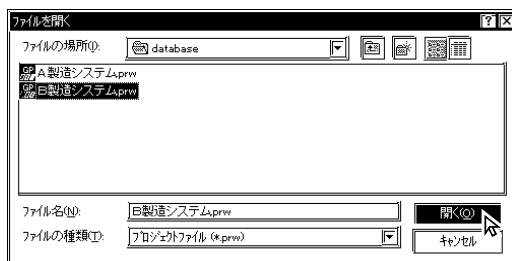 ファイルを開く
ファイルの場所(I):
database
A製造システム.prw
B製造システム.prw
ファイル名(N):
B製造システム.prw
開く(O)
ファイルの種類(T):
プロジェクトファイル (*.prw)
キャンセル